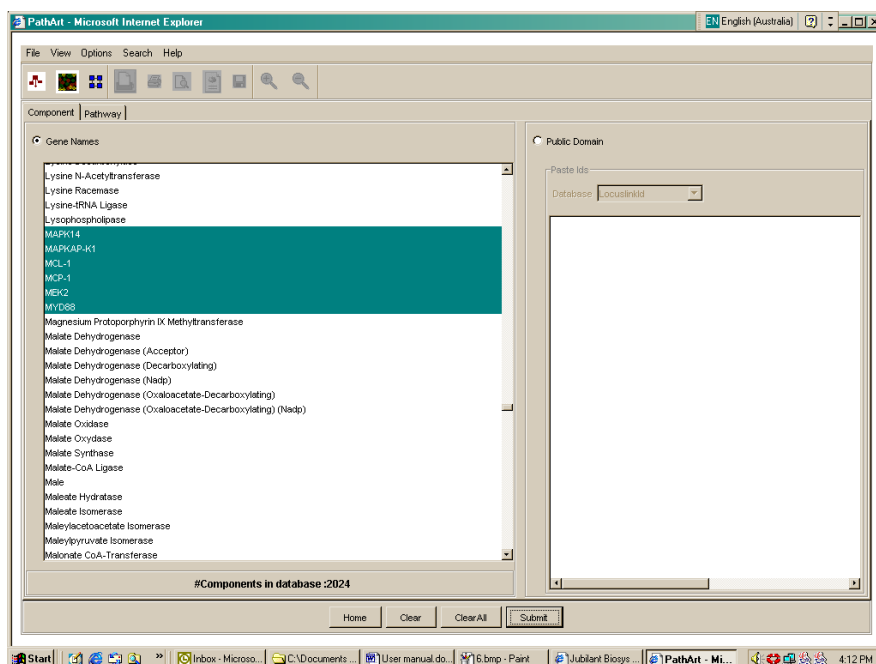 PathArt - Microsoft Internet Explorer
EN English (Australia)
File View Options Search Help
Component Pathway
Gene Names
Public Domain
Lysine N-Acetyltransferase
Lysine Racemase
Lysine-tRNA Ligase
Lysophospholipase
MAPK14
MAPKAP-K1
MCL-1
MCP-1
MEK2
MYD88
Magnesium Protoporphyrin IX Methyltransferase
Malate Dehydrogenase
Malate Dehydrogenase (Acceptor)
Malate Dehydrogenase (Decarboxylating)
Malate Dehydrogenase (Nadp)
Malate Dehydrogenase (Oxaloacetate-Decarboxylating)
Malate Dehydrogenase (Oxaloacetate-Decarboxylating) (Nadp)
Malate Oxidase
Malate Oxydase
Malate Synthase
Malate-CoA Ligase
Male
Maleate Hydratase
Maleate Isomerase
Maleylacetoacetate Isomerase
Maleylpyruvate Isomerase
Malonate CoA-Transferase
#Components in database :2024
Paste Ids
Database LocuslinkId
Home Clear ClearAll Submit
Start » Inbox - Microso... C:\Documents ... User manual.do... 6.bmp - Paint Jubilant Biosys ... PathArt - Mi... 4:12 PM